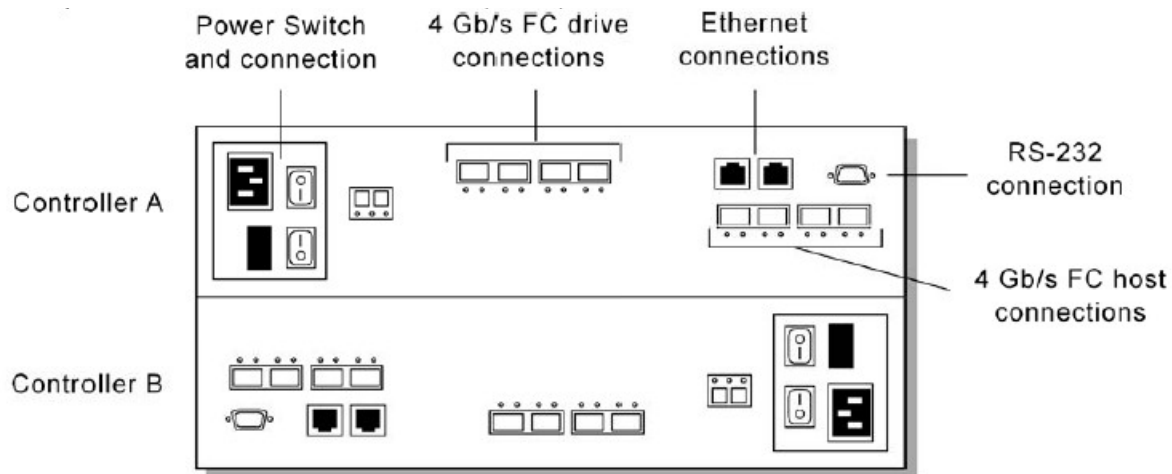 Power Switch
and connection
4 Gb/s FC drive
connections
Ethernet
connections
RS-232
connection
Controller A
4 Gb/s FC host
connections
Controller B